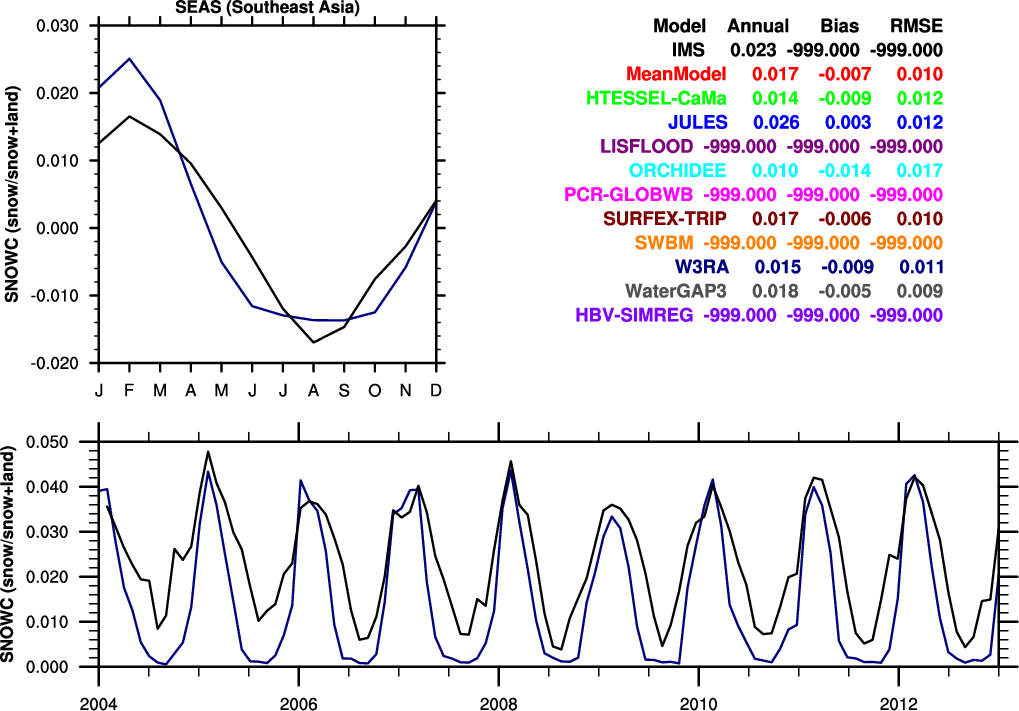 SEAS (Southeast Asia)
0.030
0.020
0.010
0.000
-0.010
-0.020
SNOWC (snow/snow+land)
J F M A M J J A S O N D
Model Annual Bias RMSE
IMS 0.023 -999.000 -999.000
MeanModel 0.017 -0.007 0.010
HTESSEL-CaMa 0.014 -0.009 0.012
JULES 0.026 0.003 0.012
LISFLOOD -999.000 -999.000 -999.000
ORCHIDEE 0.010 -0.014 0.017
PCR-GLOBWB -999.000 -999.000 -999.000
SURFEX-TRIP 0.017 -0.006 0.010
SWBM -999.000 -999.000 -999.000
W3RA 0.015 -0.009 0.011
WaterGAP3 0.018 -0.005 0.009
HBV-SIMREG -999.000 -999.000 -999.000
0.050
0.040
0.030
0.020
0.010
0.000
SNOWC (snow/snow+land)
2004 2006 2008 2010 2012